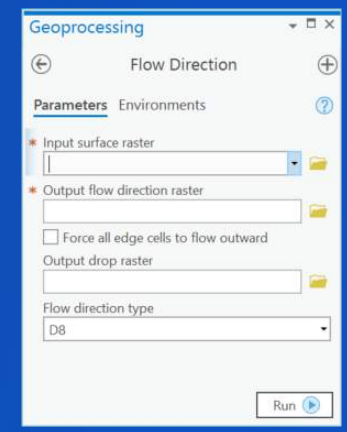 Geoprocessing
Flow Direction
Parameters Environments
* Input surface raster
* Output flow direction raster
Force all edge cells to flow outward
Output drop raster
Flow direction type
D8
Run